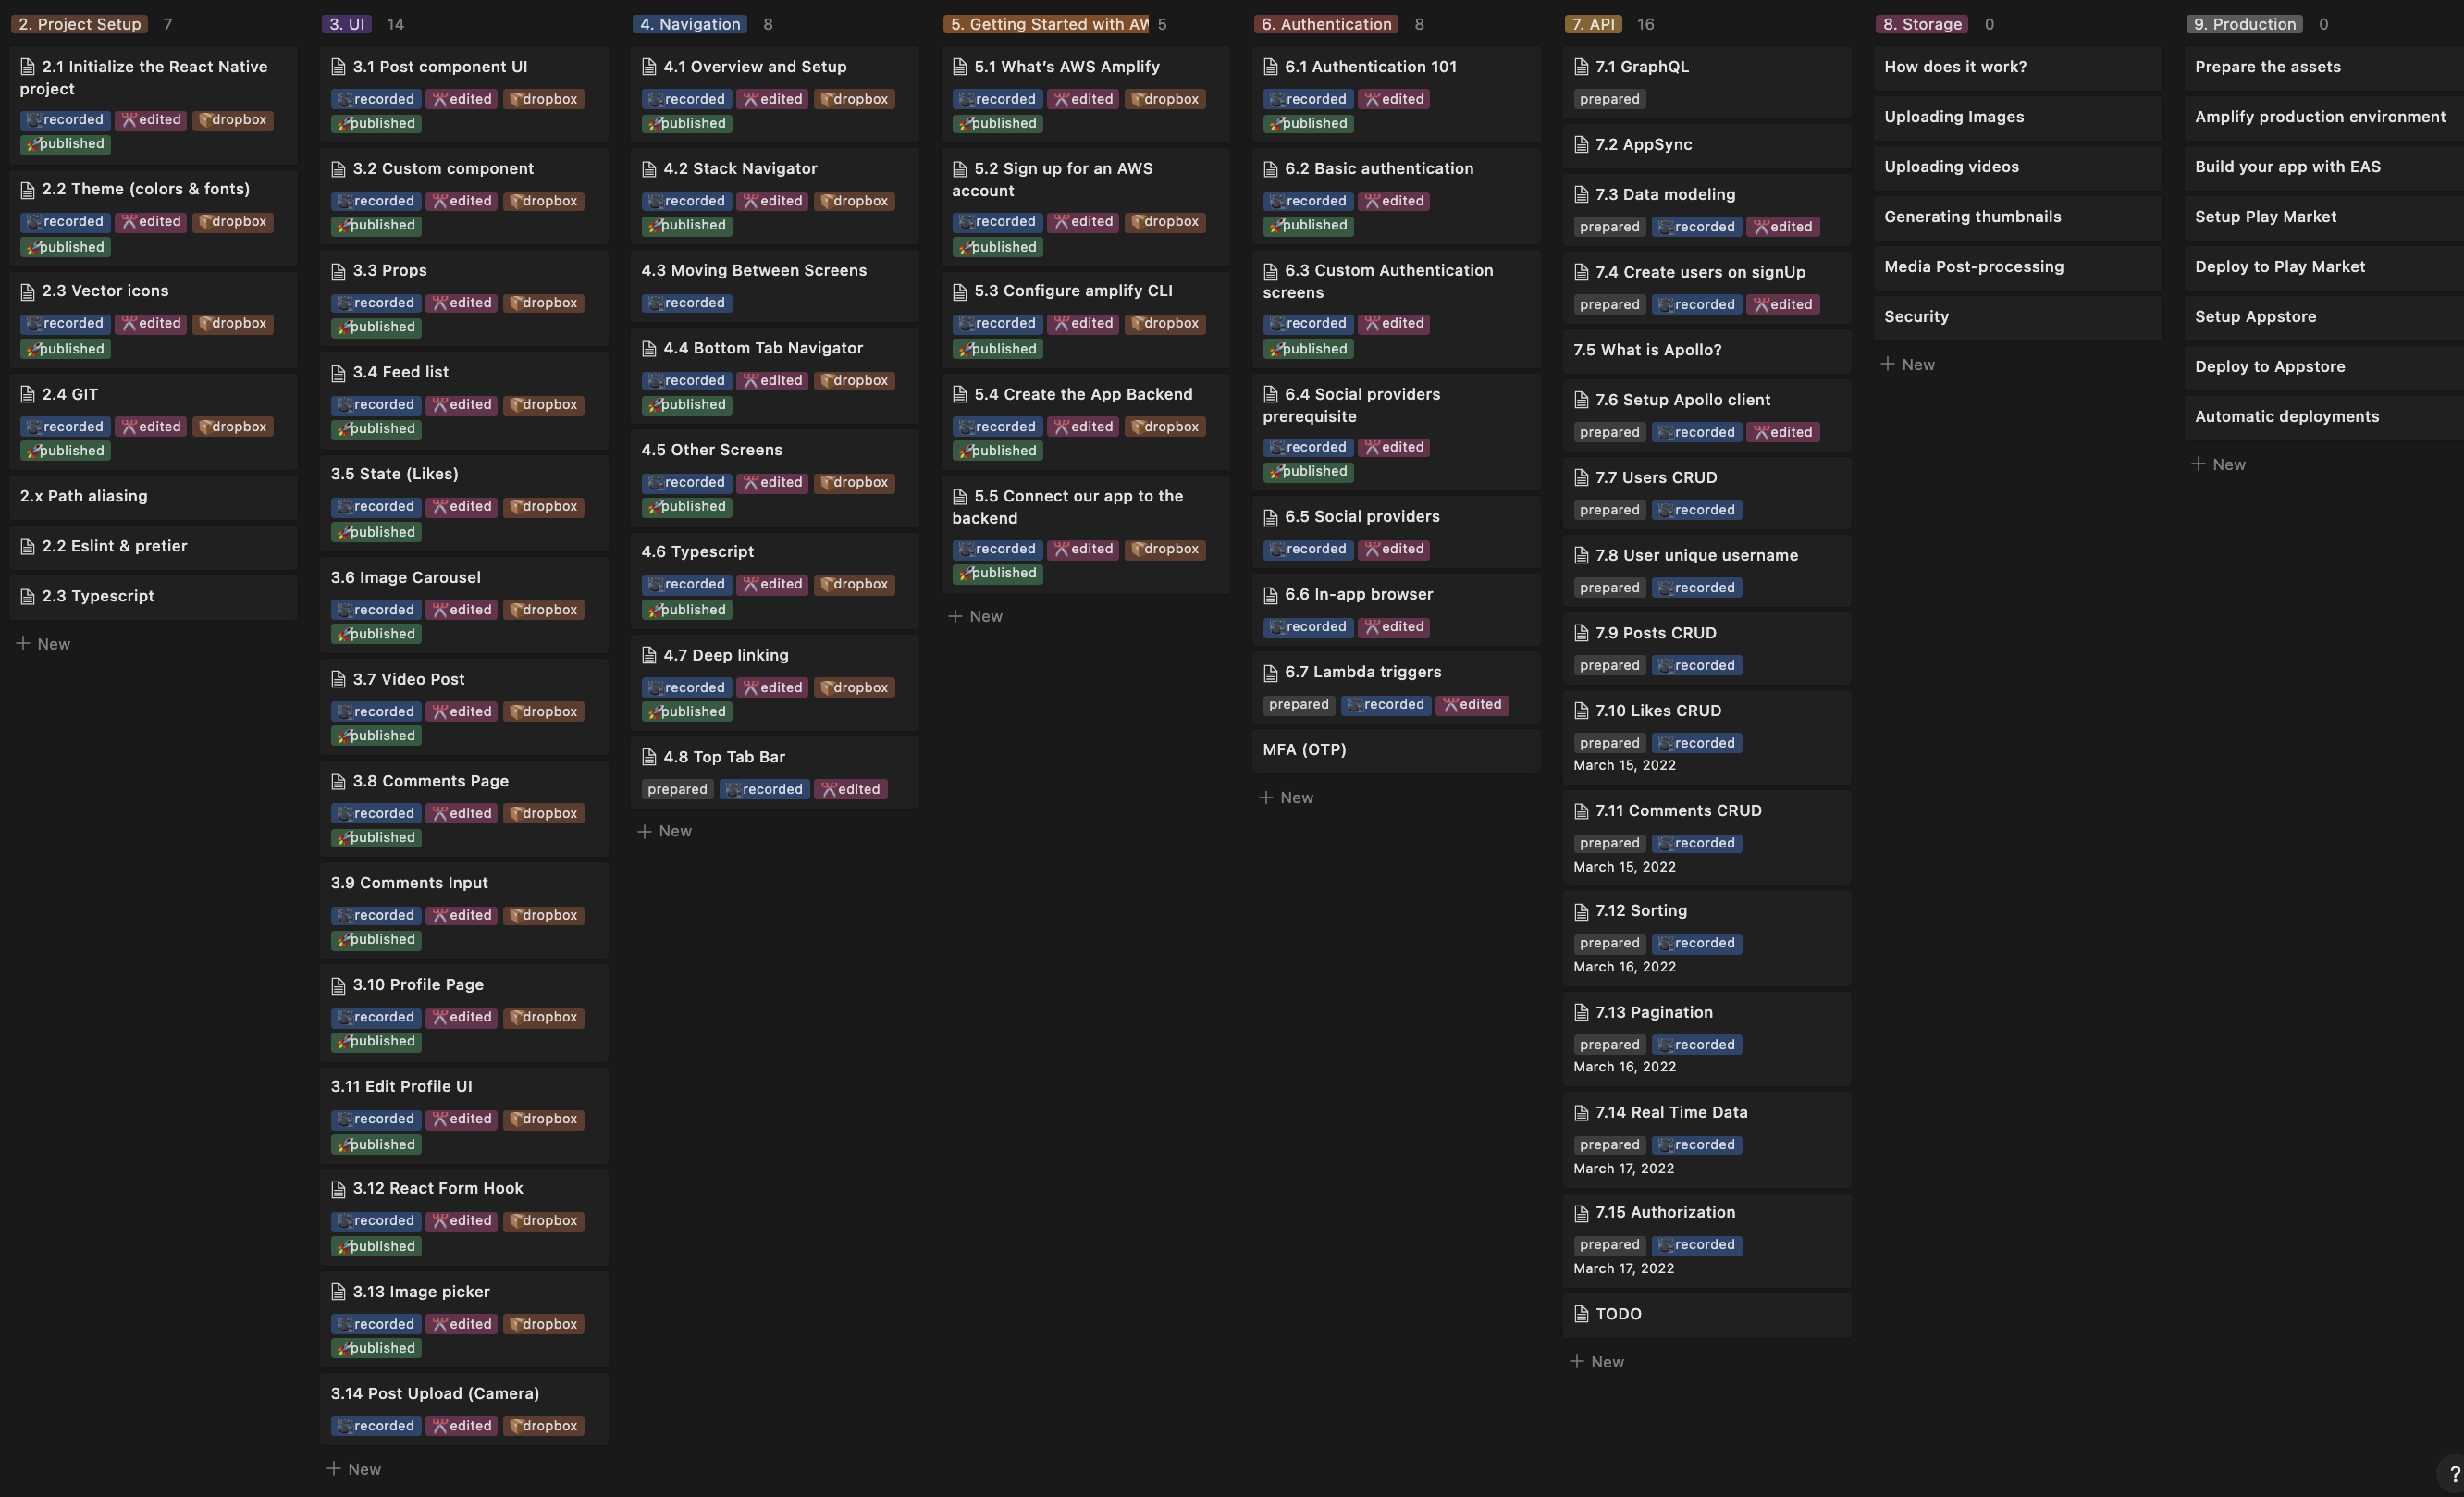 2. Project Setup 7
2.1 Initialize the React Native
project
recorded edited dropbox
published
2.2 Theme (colors & fonts)
recorded edited dropbox
published
2.3 Vector icons
recorded edited dropbox
published
2.4 GIT
recorded edited dropbox
published
2.x Path aliasing
2.2 Eslint & pretier
2.3 Typescript
+ New
3. UI 14
3.1 Post component UI
recorded edited dropbox
published
3.2 Custom component
recorded edited dropbox
published
3.3 Props
recorded edited dropbox
published
3.4 Feed list
recorded edited dropbox
published
3.5 State (Likes)
recorded edited dropbox
published
3.6 Image Carousel
recorded edited dropbox
published
3.7 Video Post
recorded edited dropbox
published
3.8 Comments Page
recorded edited dropbox
published
3.9 Comments Input
recorded edited dropbox
published
3.10 Profile Page
recorded edited dropbox
published
3.11 Edit Profile UI
recorded edited dropbox
published
3.12 React Form Hook
recorded edited dropbox
published
3.13 Image picker
recorded edited dropbox
published
3.14 Post Upload (Camera)
recorded edited dropbox
+ New
4. Navigation 8
4.1 Overview and Setup
recorded edited dropbox
published
4.2 Stack Navigator
recorded edited dropbox
published
4.3 Moving Between Screens
recorded
4.4 Bottom Tab Navigator
recorded edited dropbox
published
4.5 Other Screens
recorded edited dropbox
published
4.6 Typescript
recorded edited dropbox
published
4.7 Deep linking
recorded edited dropbox
published
4.8 Top Tab Bar
prepared recorded edited
+ New
5. Getting Started with AW 5
5.1 What's AWS Amplify
recorded edited dropbox
published
5.2 Sign up for an AWS
account
recorded edited dropbox
published
5.3 Configure amplify CLI
recorded edited dropbox
published
5.4 Create the App Backend
recorded edited dropbox
published
5.5 Connect our app to the
backend
recorded edited dropbox
published
+ New
6. Authentication 8
6.1 Authentication 101
recorded edited
published
6.2 Basic authentication
recorded edited
published
6.3 Custom Authentication
screens
recorded edited
published
6.4 Social providers
prerequisite
recorded edited
published
6.5 Social providers
recorded edited
6.6 In-app browser
recorded edited
6.7 Lambda triggers
prepared recorded edited
MFA (OTP)
+ New
7. API 16
7.1 GraphQL
prepared
7.2 AppSync
7.3 Data modeling
prepared recorded edited
7.4 Create users on signUp
prepared recorded edited
7.5 What is Apollo?
7.6 Setup Apollo client
prepared recorded edited
7.7 Users CRUD
prepared recorded
7.8 User unique username
prepared recorded
7.9 Posts CRUD
prepared recorded
7.10 Likes CRUD
prepared recorded
March 15, 2022
7.11 Comments CRUD
prepared recorded
March 15, 2022
7.12 Sorting
prepared recorded
March 16, 2022
7.13 Pagination
prepared recorded
March 16, 2022
7.14 Real Time Data
prepared recorded
March 17, 2022
7.15 Authorization
prepared recorded
March 17, 2022
TODO
+ New
8. Storage 0
How does it work?
Uploading Images
Uploading videos
Generating thumbnails
Media Post-processing
Security
+ New
9. Production 0
Prepare the assets
Amplify production environment
Build your app with EAS
Setup Play Market
Deploy to Play Market
Setup Appstore
Deploy to Appstore
Automatic deployments
+ New
?